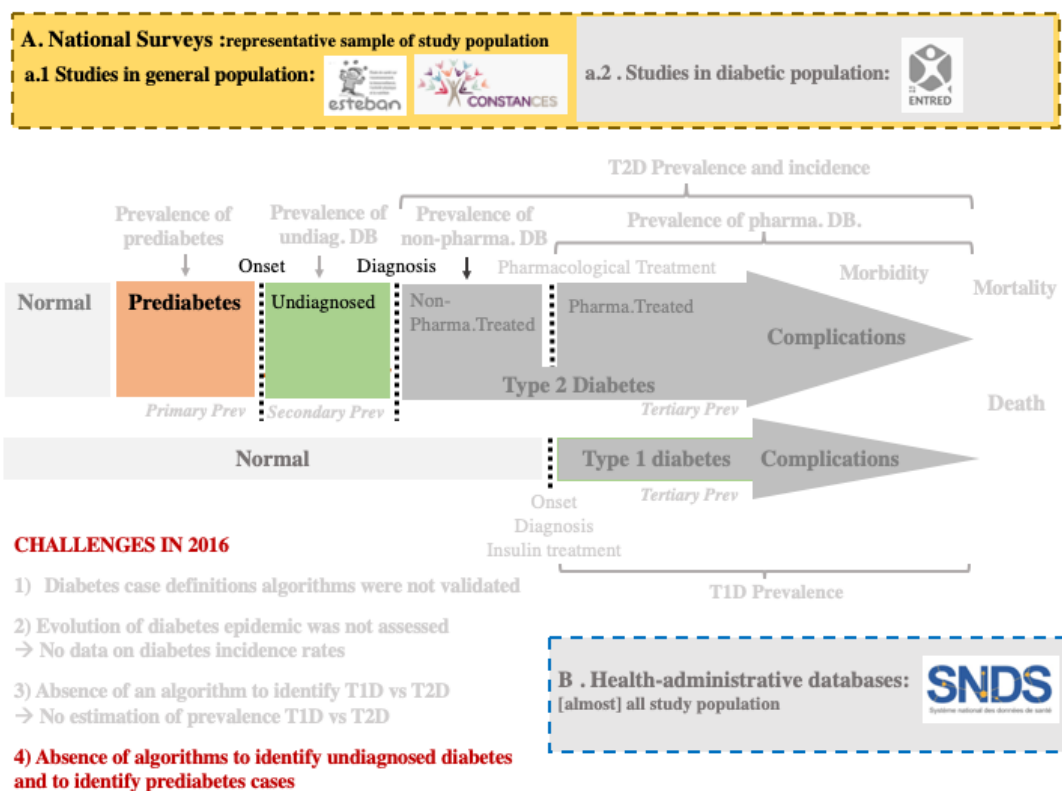 A. National Surveys :representative sample of study population
a.1 Studies in general population:
esteban
CONSTANCES
a.2 . Studies in diabetic population:
ENTRED
T2D Prevalence and incidence
Prevalence of
prediabetes
Prevalence of
undiag. DB
Prevalence of
non-pharma. DB
Prevalence of pharma. DB.
Onset
Diagnosis
Pharmacological Treatment
Morbidity
Mortality
Normal
Prediabetes
Undiagnosed
Non-
Pharma.Treated
Pharma.Treated
Complications
Type 2 Diabetes
Primary Prev
Secondary Prev
Tertiary Prev
Death
Normal
Type 1 diabetes
Complications
Tertiary Prev
Onset
Diagnosis
Insulin treatment
T1D Prevalence
CHALLENGES IN 2016
1) Diabetes case definitions algorithms were not validated
2) Evolution of diabetes epidemic was not assessed
→ No data on diabetes incidence rates
3) Absence of an algorithm to identify T1D vs T2D
→ No estimation of prevalence T1D vs T2D
4) Absence of algorithms to identify undiagnosed diabetes
and to identify prediabetes cases
B . Health-administrative databases:
[almost] all study population
SNDS
Système national des données de santé